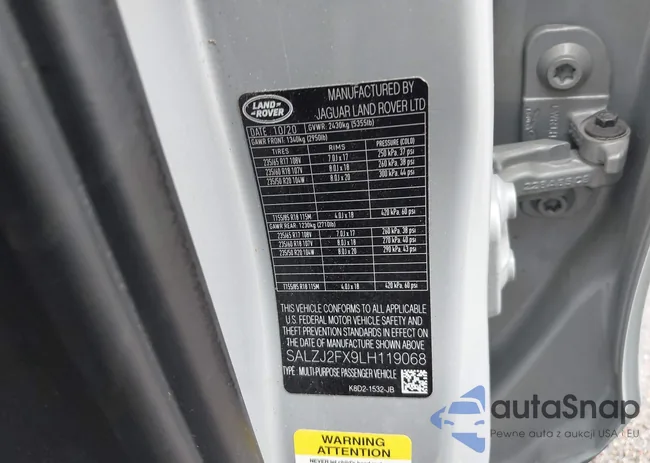 MANUFACTURED BY
JAGUAR LAND ROVER LTD
LAND ROVER
DATE 10/20 GVWR: 2430kg (5355lb)
GAWR FRONT: 1340kg (2950lb)
TIRES RIMS PRESSURE (COLD)
235/65 R17 108V 7.0J x 17 250 kPa, 37 psi
235/60 R18 107V 8.0J x 18 260 kPa, 38 psi
235/50 R20 104W 8.0J x 20 300 kPa, 44 psi
T155/85 R18 115M 4.0J x 18 420 kPa, 60 psi
GAWR REAR: 1230kg (2710lb)
235/65 R17 108V 7.0J x 17 260 kPa, 38 psi
235/60 R18 107V 8.0J x 18 270 kPa, 40 psi
235/50 R20 104W 8.0J x 20 290 kPa, 43 psi
T155/85 R18 115M 4.0J x 18 420 kPa, 60 psi
THIS VEHICLE CONFORMS TO ALL APPLICABLE
U.S. FEDERAL MOTOR VEHICLE SAFETY AND
THEFT PREVENTION STANDARDS IN EFFECT ON
THE DATE OF MANUFACTURE SHOWN ABOVE
SALZJ2FX9LH119068
TYPE: MULTI-PURPOSE PASSENGER VEHICLE
K8D2-1532-JB
WARNING
ATTENTION
autaSnap
Pewne auta z aukcji USA i EU